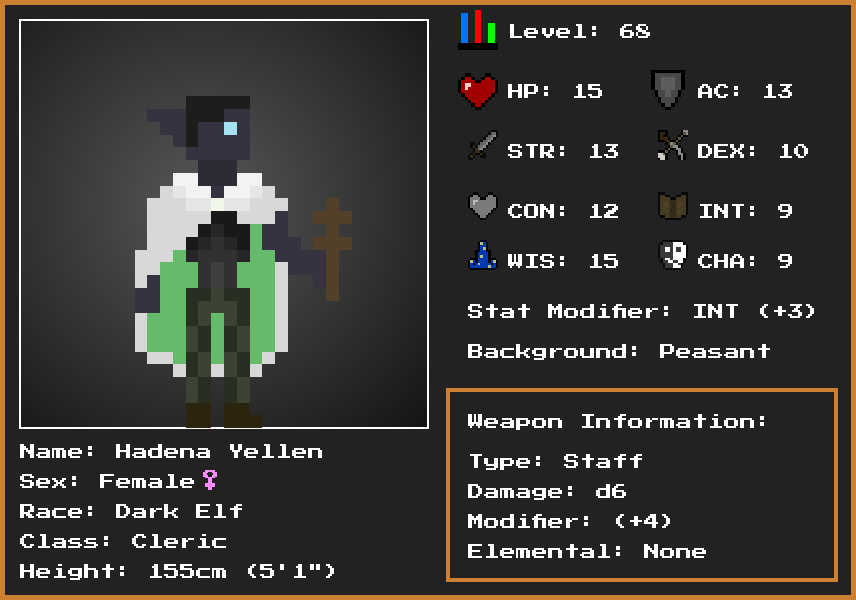 Level: 68
HP: 15 AC: 13
STR: 13 DEX: 10
CON: 12 INT: 9
WIS: 15 CHA: 9
Stat Modifier: INT (+3)
Background: Peasant
Weapon Information:
Type: Staff
Damage: d6
Modifier: (+4)
Elemental: None
Name: Hadena Yellen
Sex: Female♀
Race: Dark Elf
Class: Cleric
Height: 155cm (5'1")